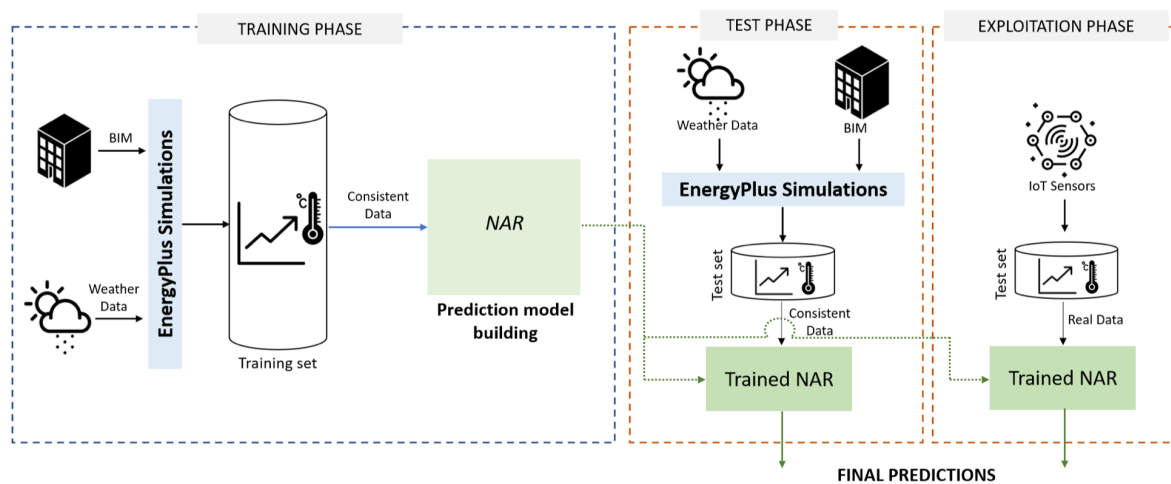 TRAINING PHASE
BIM
Weather
Data
EnergyPlus Simulations
°C
Training set
Consistent
Data
NAR
Prediction model
building
TEST PHASE
Weather Data
BIM
EnergyPlus Simulations
Test set
°C
Consistent
Data
Trained NAR
EXPLOITATION PHASE
IoT Sensors
Test set
°C
Real Data
Trained NAR
FINAL PREDICTIONS